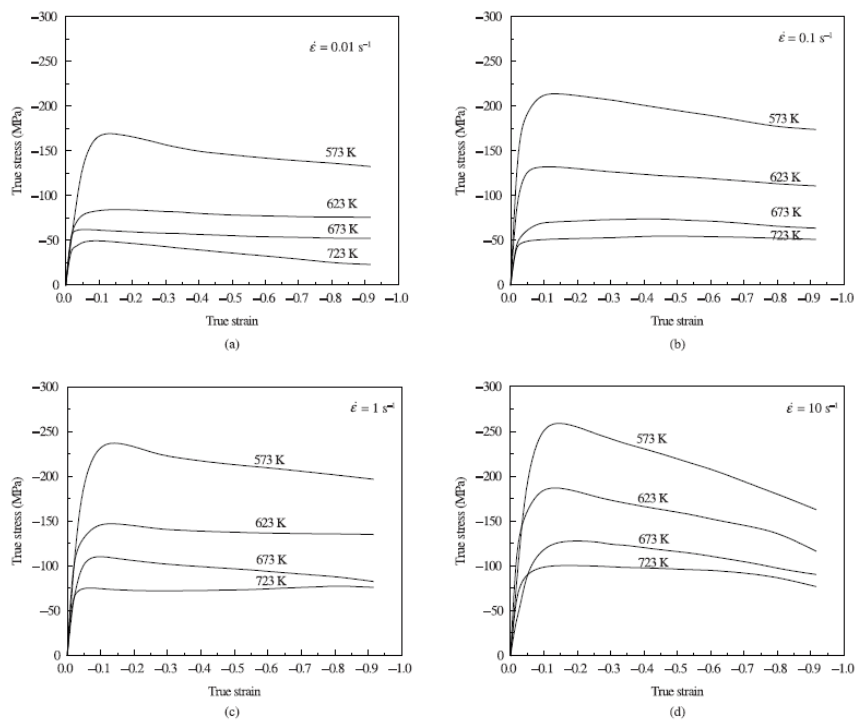 −300
−250
−200
−150
−100
−50
0
True stress (MPa)
ε̇ = 0.01 s⁻¹
573 K
623 K
673 K
723 K
0.0 −0.1 −0.2 −0.3 −0.4 −0.5 −0.6 −0.7 −0.8 −0.9 −1.0
True strain
(a)
−300
−250
−200
−150
−100
−50
0
True stress (MPa)
ε̇ = 0.1 s⁻¹
573 K
623 K
673 K
723 K
0.0 −0.1 −0.2 −0.3 −0.4 −0.5 −0.6 −0.7 −0.8 −0.9 −1.0
True strain
(b)
−300
−250
−200
−150
−100
−50
0
True stress (MPa)
ε̇ = 1 s⁻¹
573 K
623 K
673 K
723 K
0.0 −0.1 −0.2 −0.3 −0.4 −0.5 −0.6 −0.7 −0.8 −0.9 −1.0
True strain
(c)
−300
−250
−200
−150
−100
−50
0
True stress (MPa)
ε̇ = 10 s⁻¹
573 K
623 K
673 K
723 K
0.0 −0.1 −0.2 −0.3 −0.4 −0.5 −0.6 −0.7 −0.8 −0.9 −1.0
True strain
(d)